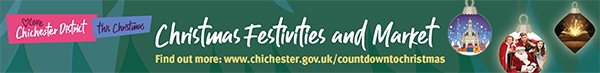 Love
Chichester District
this Christmas
Christmas Festivities and Market
Find out more: www.chichester.gov.uk/countdowntochristmas